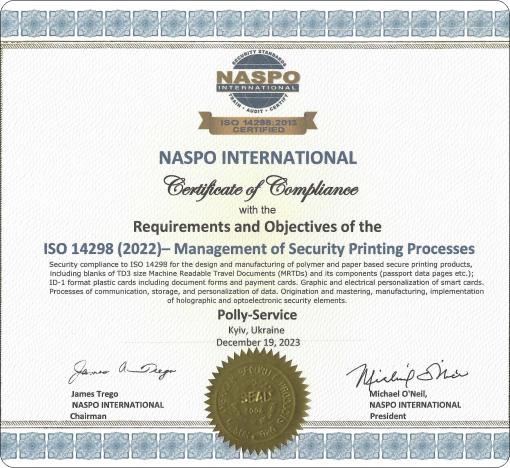 SECURITY STANDARDS
NASPO
INTERNATIONAL
TRAIN • AUDIT • CERTIFY
ISO 14298:2013
CERTIFIED
NASPO INTERNATIONAL
Certificate of Compliance
with the
Requirements and Objectives of the
ISO 14298 (2022)– Management of Security Printing Processes
Security compliance to ISO 14298 for the design and manufacturing of polymer and paper based secure printing products,
including blanks of TD3 size Machine Readable Travel Documents (MRTDs) and its components (passport data pages etc.);
ID-1 format plastic cards including document forms and payment cards. Graphic and electrical personalization of smart cards.
Processes of communication, storage, and personalization of data. Origination and mastering, manufacturing, implementation
of holographic and optoelectronic security elements.
Polly-Service
Kyiv, Ukraine
December 19, 2023
James Trego
NASPO INTERNATIONAL
Chairman
SEAL
Michael O'Neil,
NASPO INTERNATIONAL
President